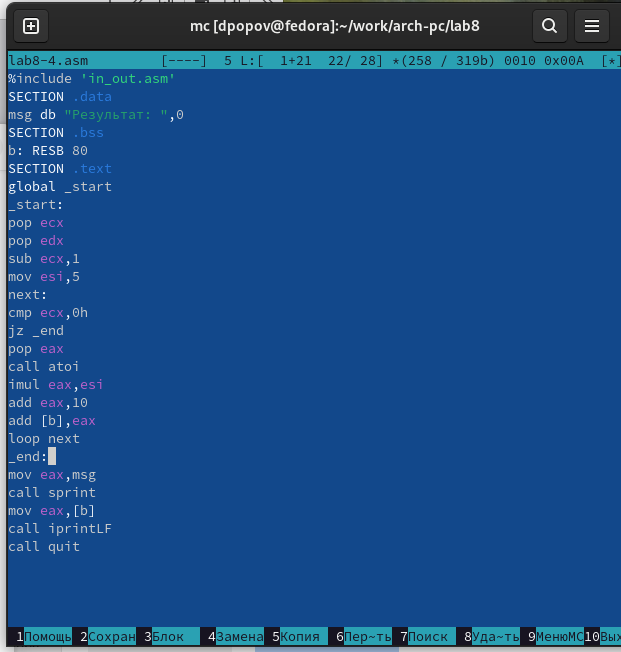 mc [dpopov@fedora]:~/work/arch-pc/lab8
lab8-4.asm [----] 5 L:[ 1+21 22/ 28] *(258 / 319b) 0010 0x00A [*]
%include 'in_out.asm'
SECTION .data
msg db "Результат: ",0
SECTION .bss
b: RESB 80
SECTION .text
global _start
_start:
pop ecx
pop edx
sub ecx,1
mov esi,5
next:
cmp ecx,0h
jz _end
pop eax
call atoi
imul eax,esi
add eax,10
add [b],eax
loop next
_end:
mov eax,msg
call sprint
mov eax,[b]
call iprintLF
call quit
1Помощь 2Сохран 3Блок 4Замена 5Копия 6Пер~ть 7Поиск 8Уда~ть 9МенюMC 10Вых